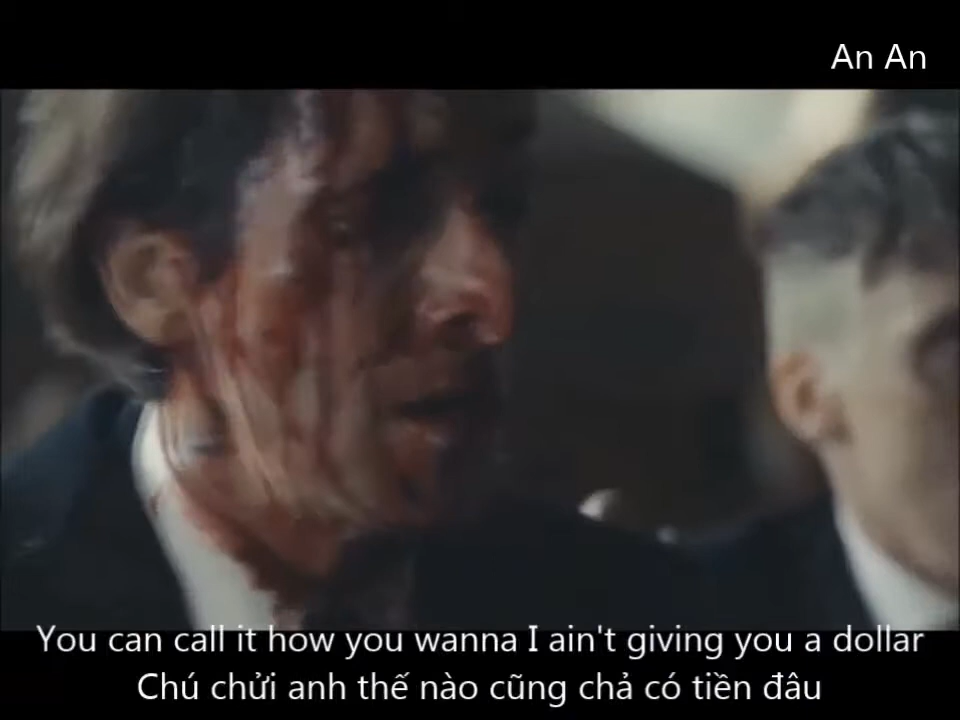 An An
You can call it how you wanna I ain't giving you a dollar
Chú chửi anh thế nào cũng chả có tiền đâu